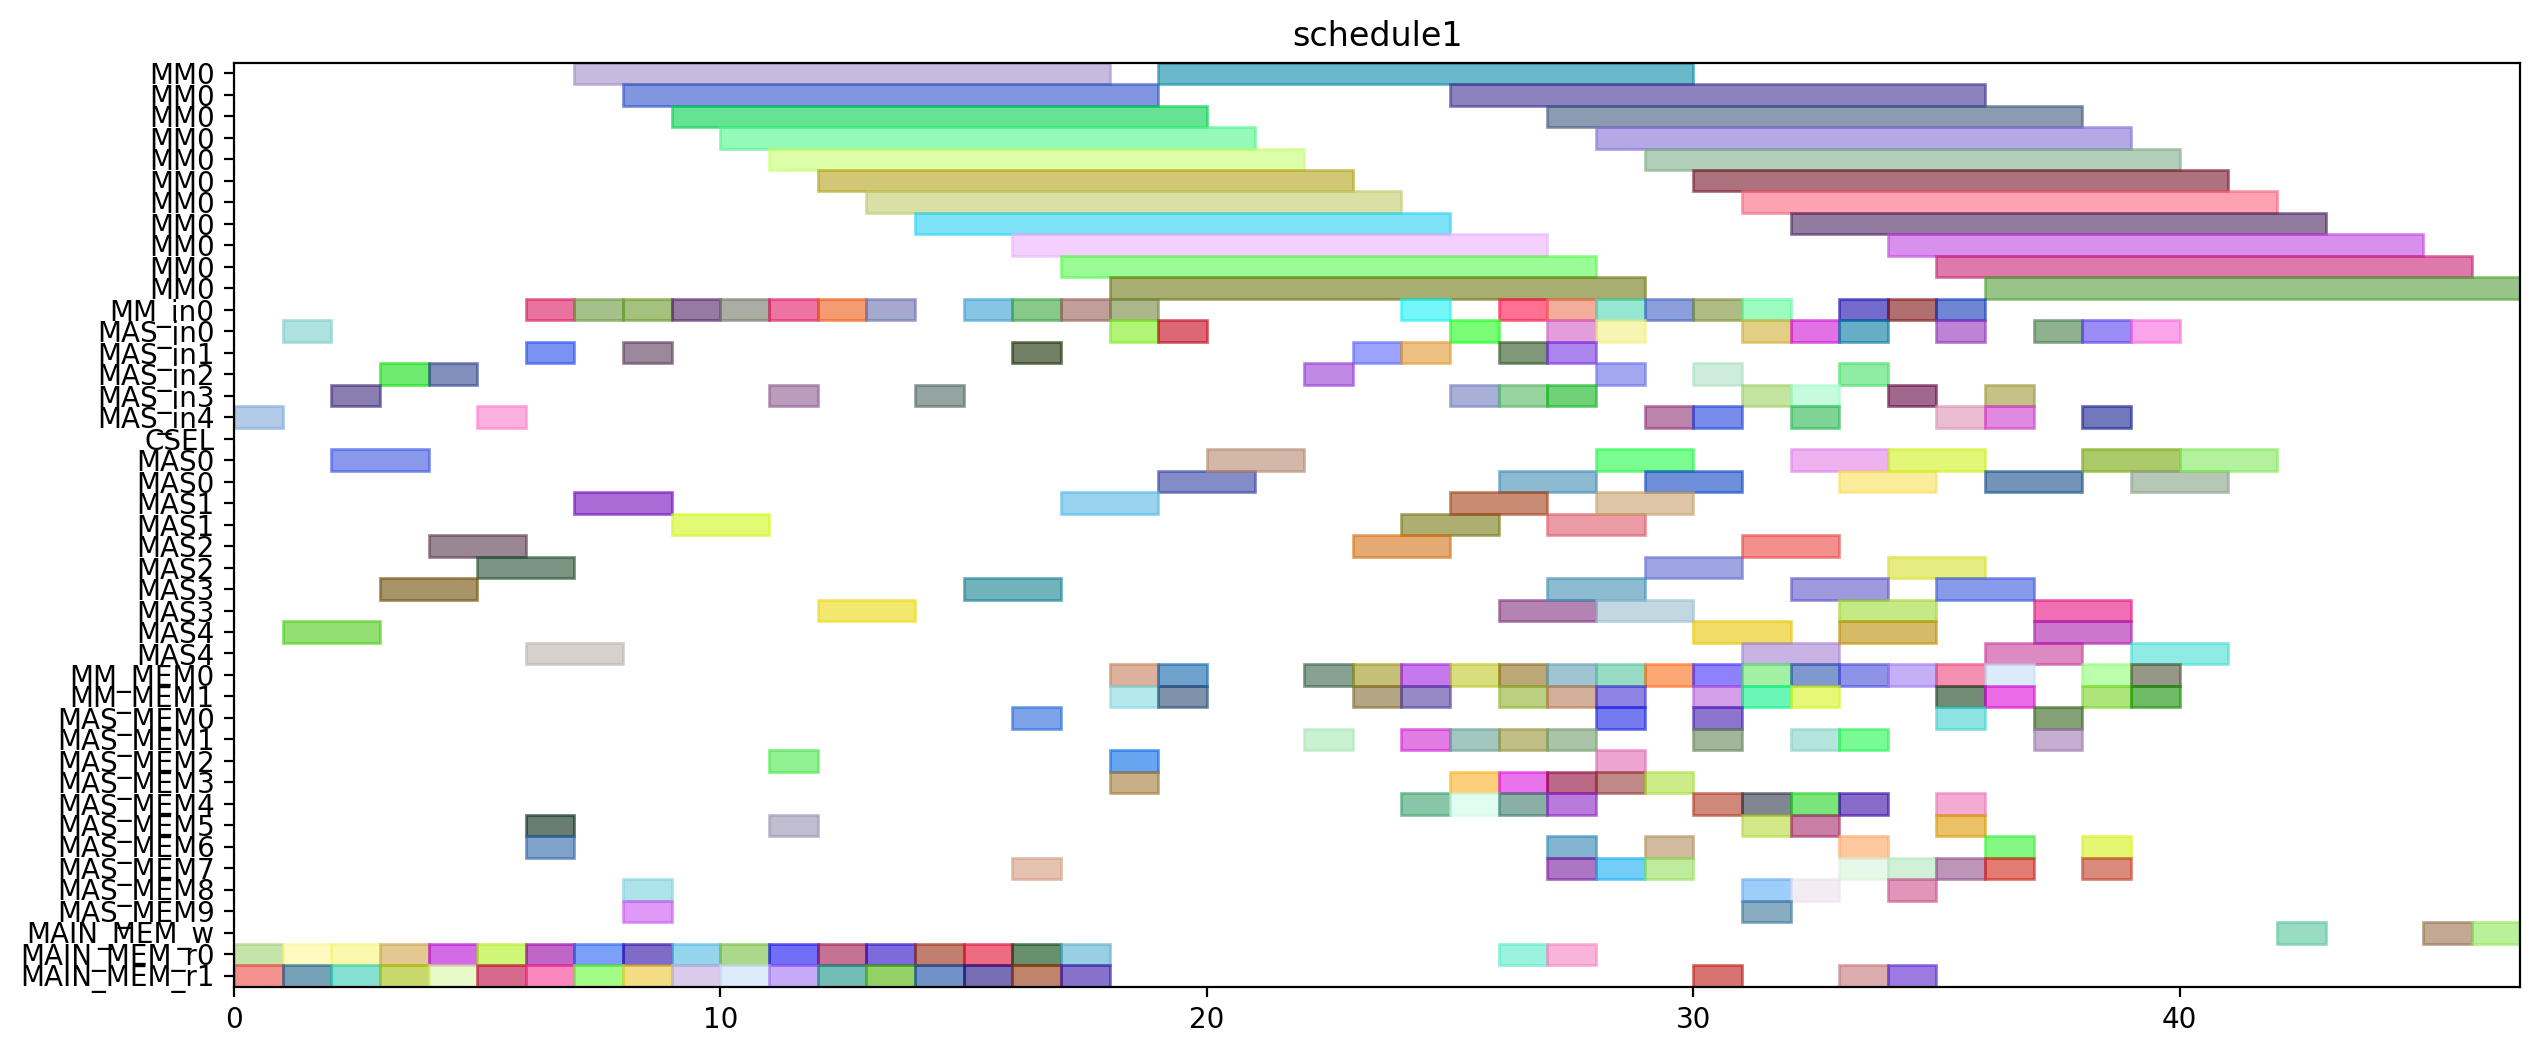 schedule1
MM0
MM0
MM0
MM0
MM0
MM0
MM0
MM0
MM0
MM0
MM0
MM_in0
MAS_in0
MAS_in1
MAS_in2
MAS_in3
MAS_in4
CSEL
MAS0
MAS0
MAS1
MAS1
MAS2
MAS2
MAS3
MAS3
MAS4
MAS4
MM_MEM0
MM_MEM1
MAS_MEM0
MAS_MEM1
MAS_MEM2
MAS_MEM3
MAS_MEM4
MAS_MEM5
MAS_MEM6
MAS_MEM7
MAS_MEM8
MAS_MEM9
MAIN_MEM_w
MAIN_MEM_r0
MAIN_MEM_r1
0 10 20 30 40